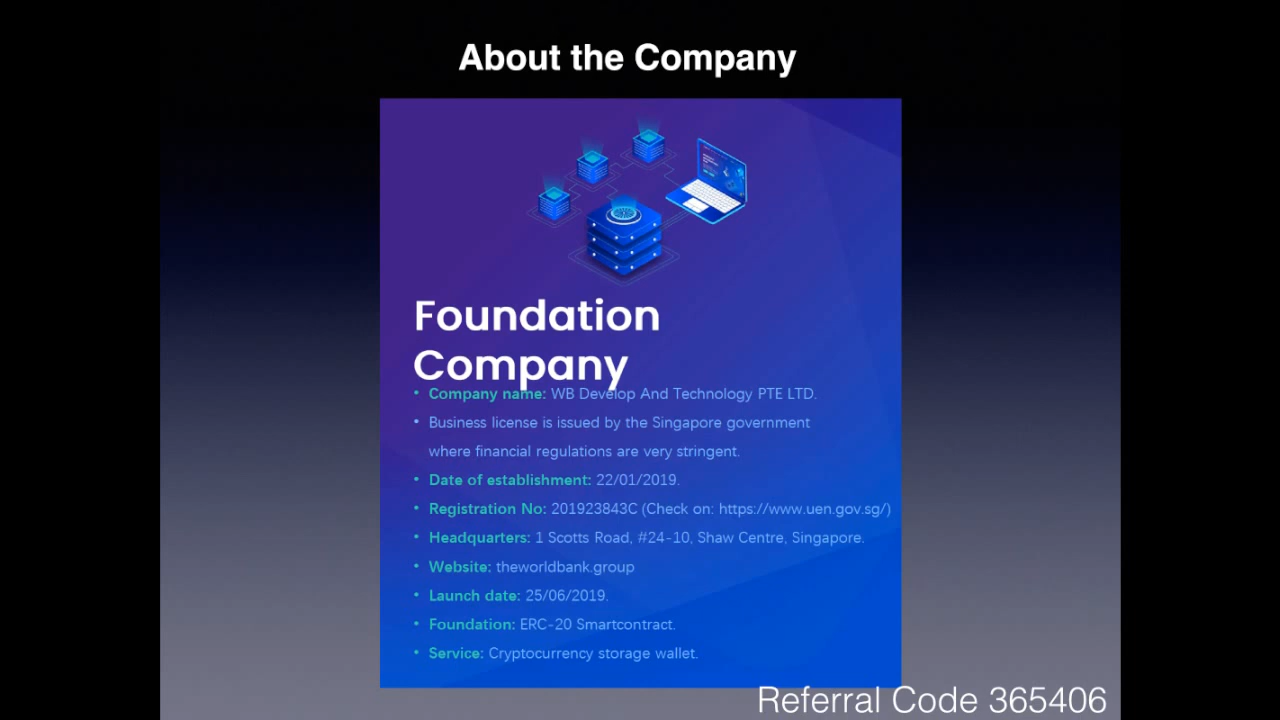 About the Company
Foundation
Company
• Company name: WB Develop And Technology PTE LTD.
• Business license is issued by the Singapore government
where financial regulations are very stringent.
• Date of establishment: 22/01/2019.
• Registration No: 201923843C (Check on: https://www.uen.gov.sg/)
• Headquarters: 1 Scotts Road, #24-10, Shaw Centre, Singapore.
• Website: theworldbank.group
• Launch date: 25/06/2019.
• Foundation: ERC-20 Smartcontract.
• Service: Cryptocurrency storage wallet.
Referral Code 365406